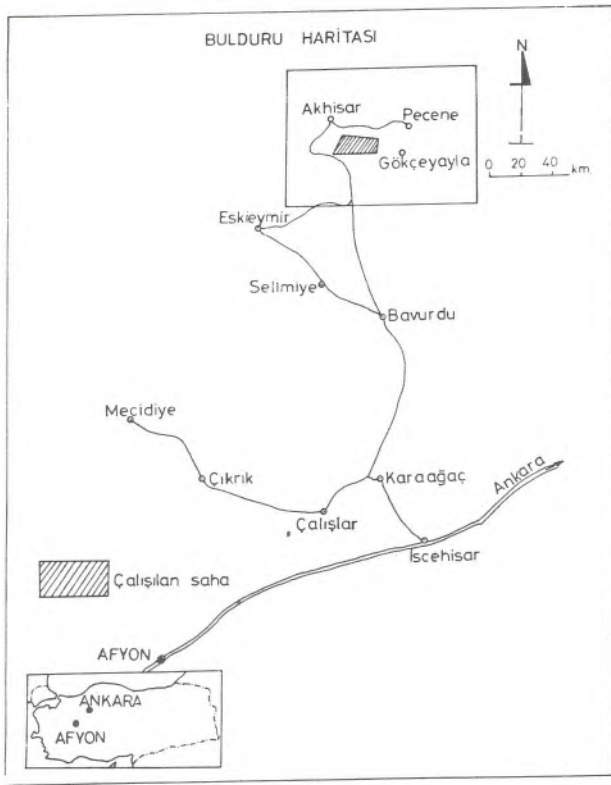 BULDURU HARİTASI
N
Akhisar
Pecene
Gökçeyayla
0 20 40 km.
Eskieymir
Selimiye
Bavurdu
Mecidiye
Çıkrık
Karaağaç
Ankara
Çalışlar
İscehisar
Çalışılan saha
AFYON
ANKARA
AFYON